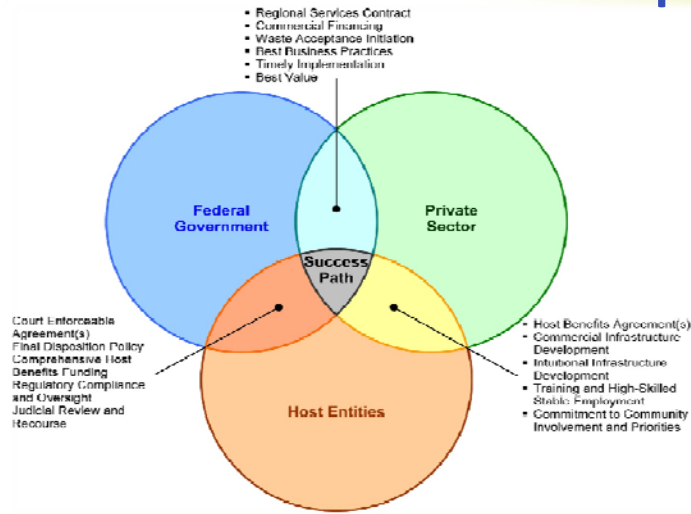 ▪ Regional Services Contract
▪ Commercial Financing
▪ Waste Acceptance Initiation
▪ Best Business Practices
▪ Timely Implementation
▪ Best Value
Federal
Government
Private
Sector
Success
Path
Court Enforceable
Agreement(s)
Final Disposition Policy
Comprehensive Host
Benefits Funding
Regulatory Compliance
and Oversight
Judicial Review and
Recourse
▪ Host Benefits Agreement(s)
▪ Commercial Infrastructure
Development
▪ Intuitional Infrastructure
Development
▪ Training and High-Skilled
Stable Employment
▪ Commitment to Community
Involvement and Priorities
Host Entities